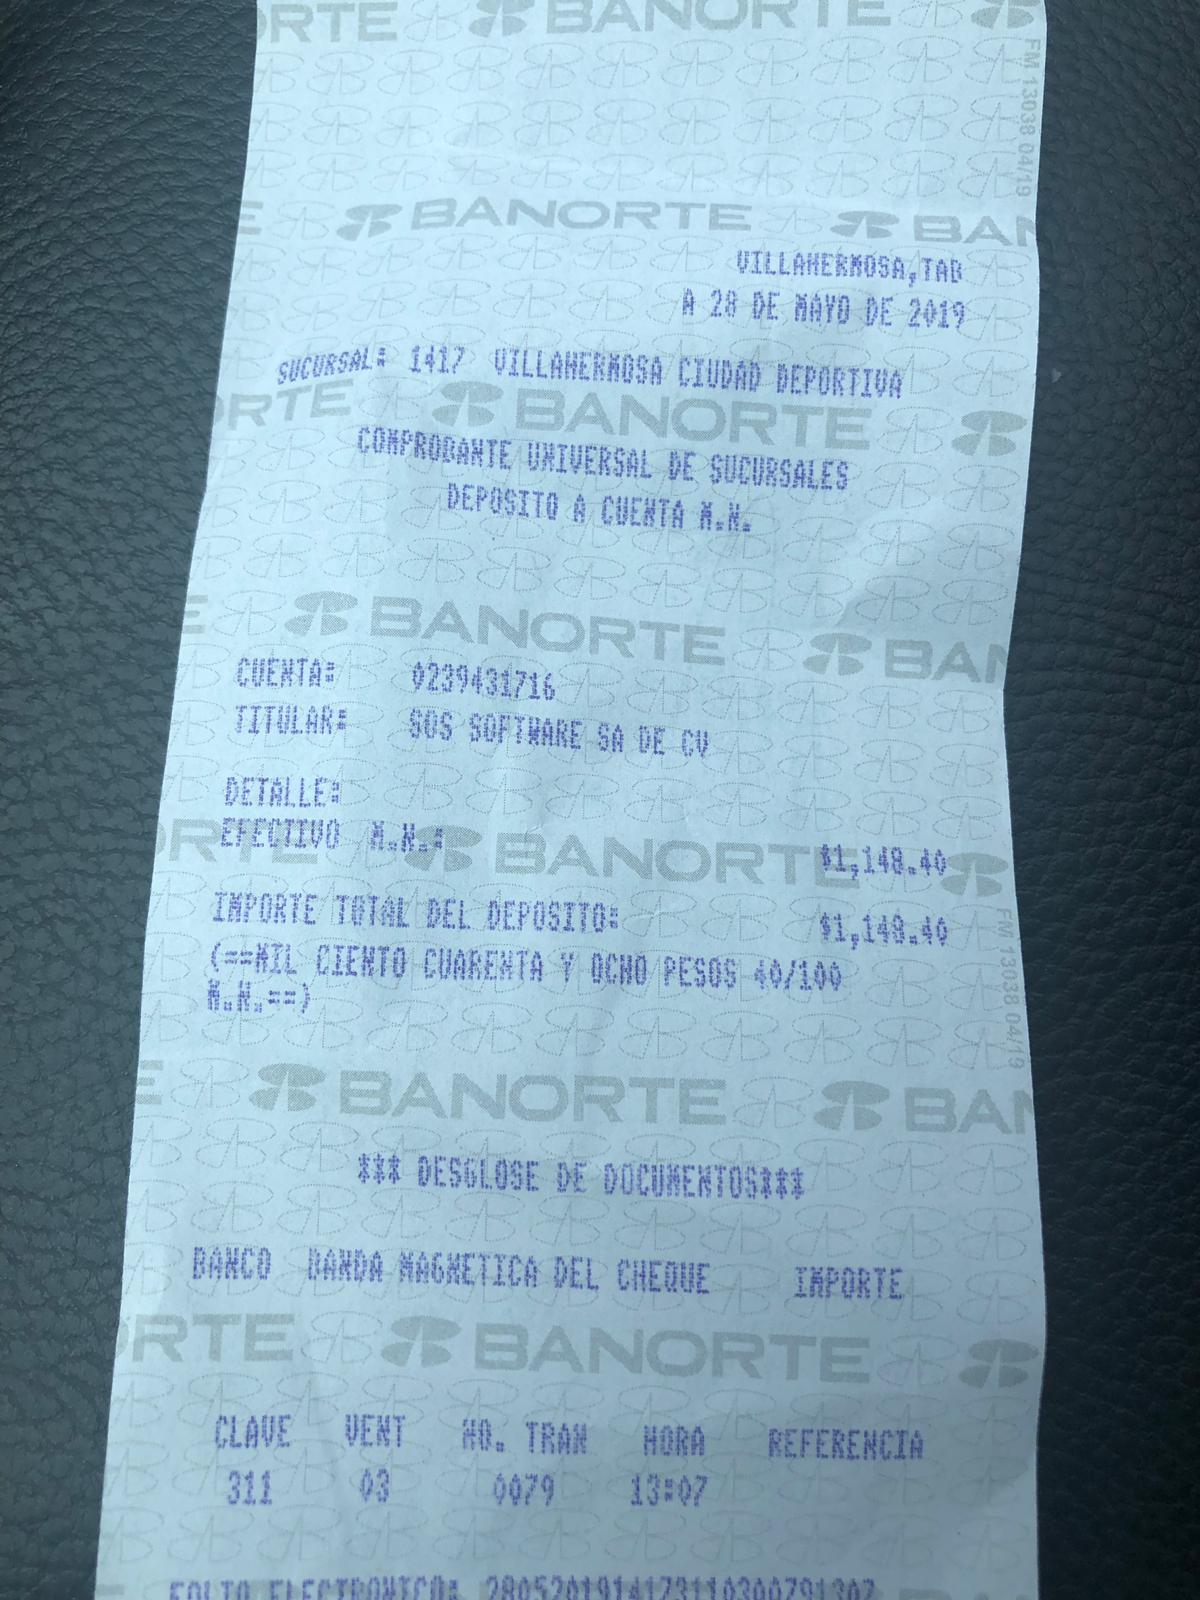 BANORTE
FM 13038 04/19
BANORTE
VILLAHERMOSA,TAB
A 28 DE MAYO DE 2019
SUCURSAL: 1417 VILLAHERMOSA CIUDAD DEPORTIVA
BANORTE
COMPROBANTE UNIVERSAL DE SUCURSALES
DEPOSITO A CUENTA M.N.
BANORTE
CUENTA: 0239431716
TITULAR: SOS SOFTWARE SA DE CV
DETALLE:
EFECTIVO M.N.: $1,148.40
BANORTE
IMPORTE TOTAL DEL DEPOSITO: $1,148.40
(==MIL CIENTO CUARENTA Y OCHO PESOS 40/100
M.N.==)
FM 13038 04/19
BANORTE
*** DESGLOSE DE DOCUMENTOS***
BANCO BANDA MAGNETICA DEL CHEQUE IMPORTE
BANORTE
CLAVE VENT NO. TRAN HORA REFERENCIA
311 03 0079 13:07
FOLIO ELECTRONICO: 2805201914173110300791307